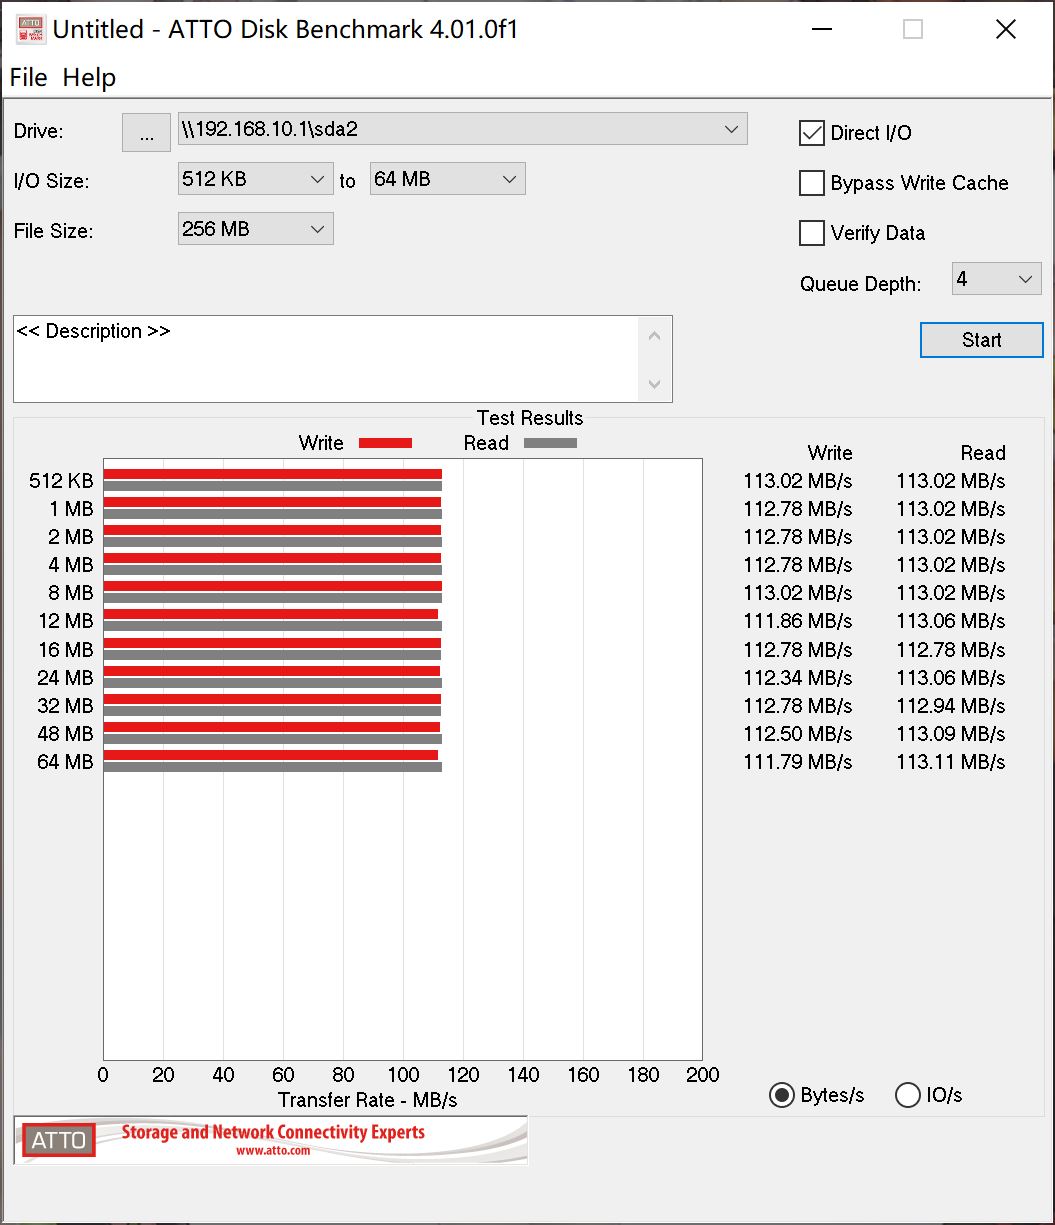 Untitled - ATTO Disk Benchmark 4.01.0f1
File Help
Drive: ... \\192.168.10.1\sda2 Direct I/O
I/O Size: 512 KB to 64 MB Bypass Write Cache
File Size: 256 MB Verify Data
Queue Depth: 4
<< Description >>
Start
Test Results
Write Read
Write Read
512 KB 113.02 MB/s 113.02 MB/s
1 MB 112.78 MB/s 113.02 MB/s
2 MB 112.78 MB/s 113.02 MB/s
4 MB 112.78 MB/s 113.02 MB/s
8 MB 113.02 MB/s 113.02 MB/s
12 MB 111.86 MB/s 113.06 MB/s
16 MB 112.78 MB/s 112.78 MB/s
24 MB 112.34 MB/s 113.06 MB/s
32 MB 112.78 MB/s 112.94 MB/s
48 MB 112.50 MB/s 113.09 MB/s
64 MB 111.79 MB/s 113.11 MB/s
0 20 40 60 80 100 120 140 160 180 200
Transfer Rate - MB/s
Bytes/s IO/s
ATTO Storage and Network Connectivity Experts
www.atto.com